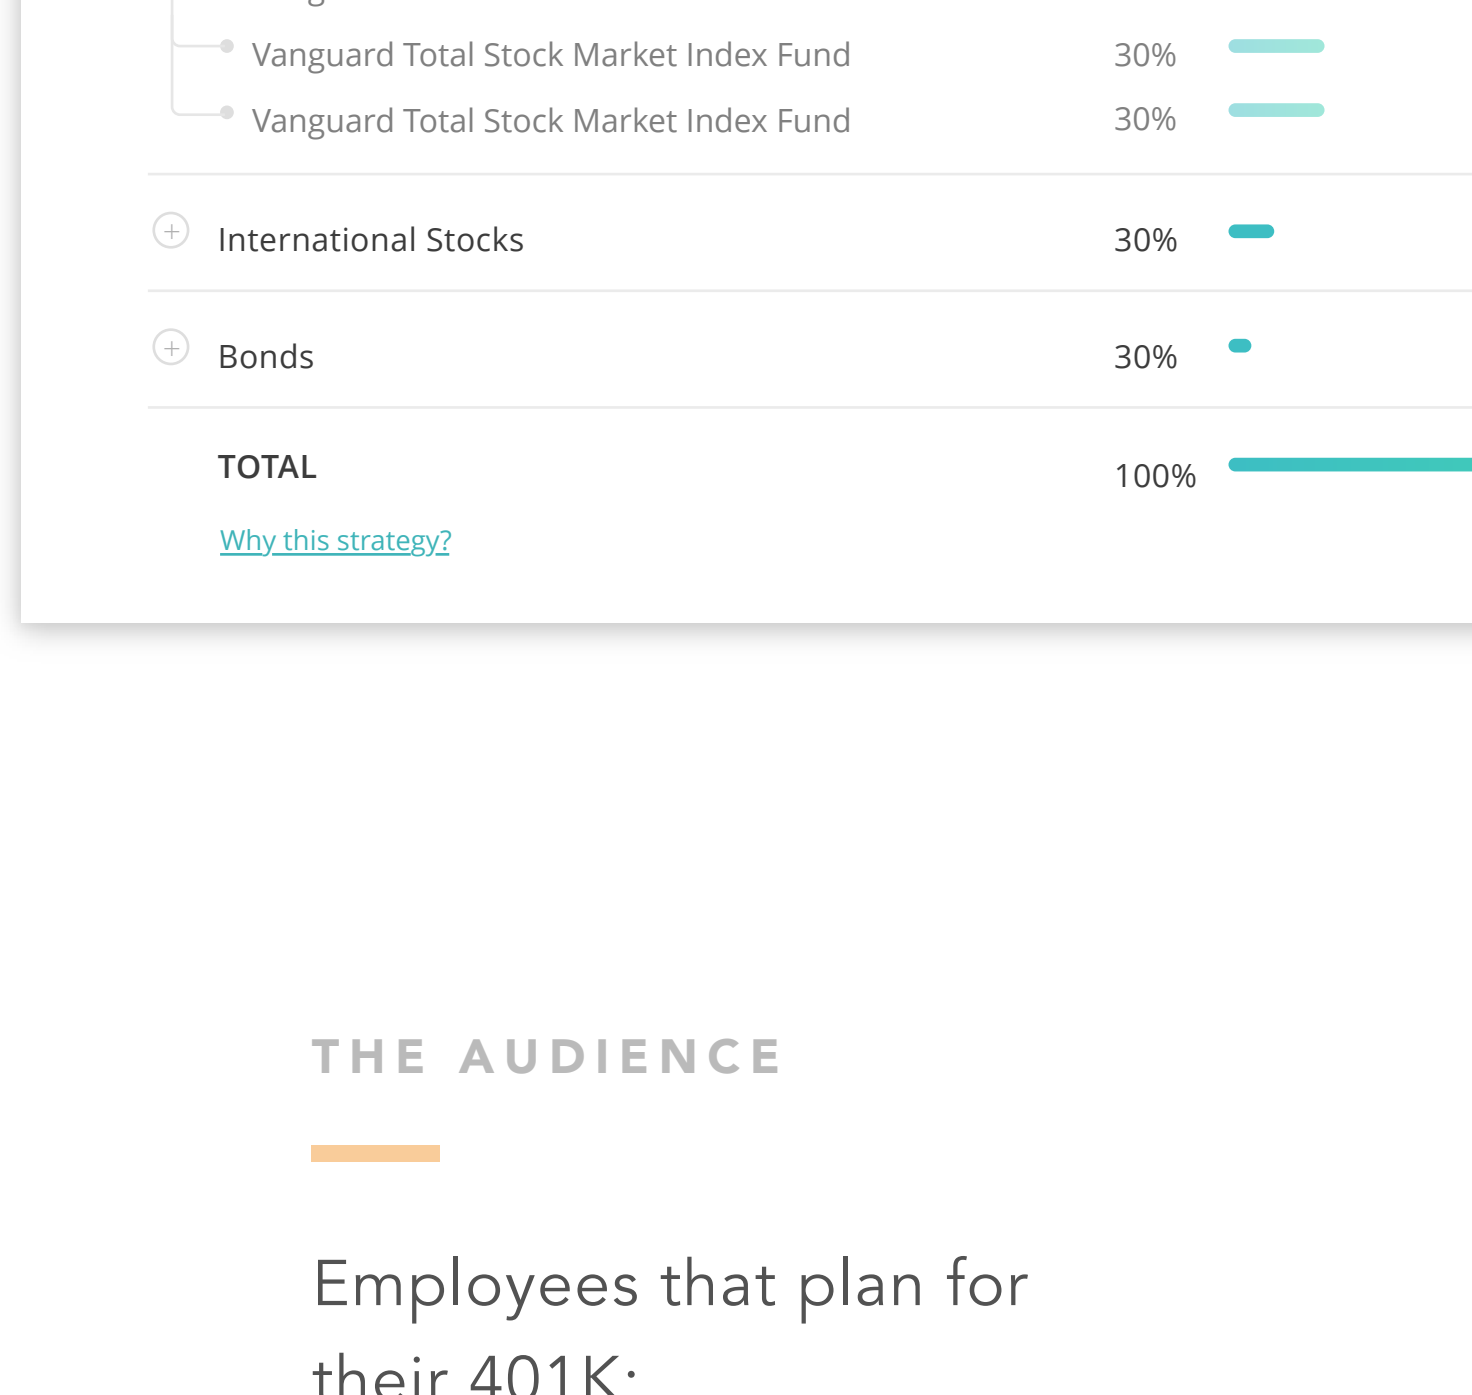 Vanguard Total Stock Market Index Fund 30%
Vanguard Total Stock Market Index Fund 30%
International Stocks 30%
Bonds 30%
TOTAL 100%
Why this strategy?
THE AUDIENCE
Employees that plan for
their 401K: